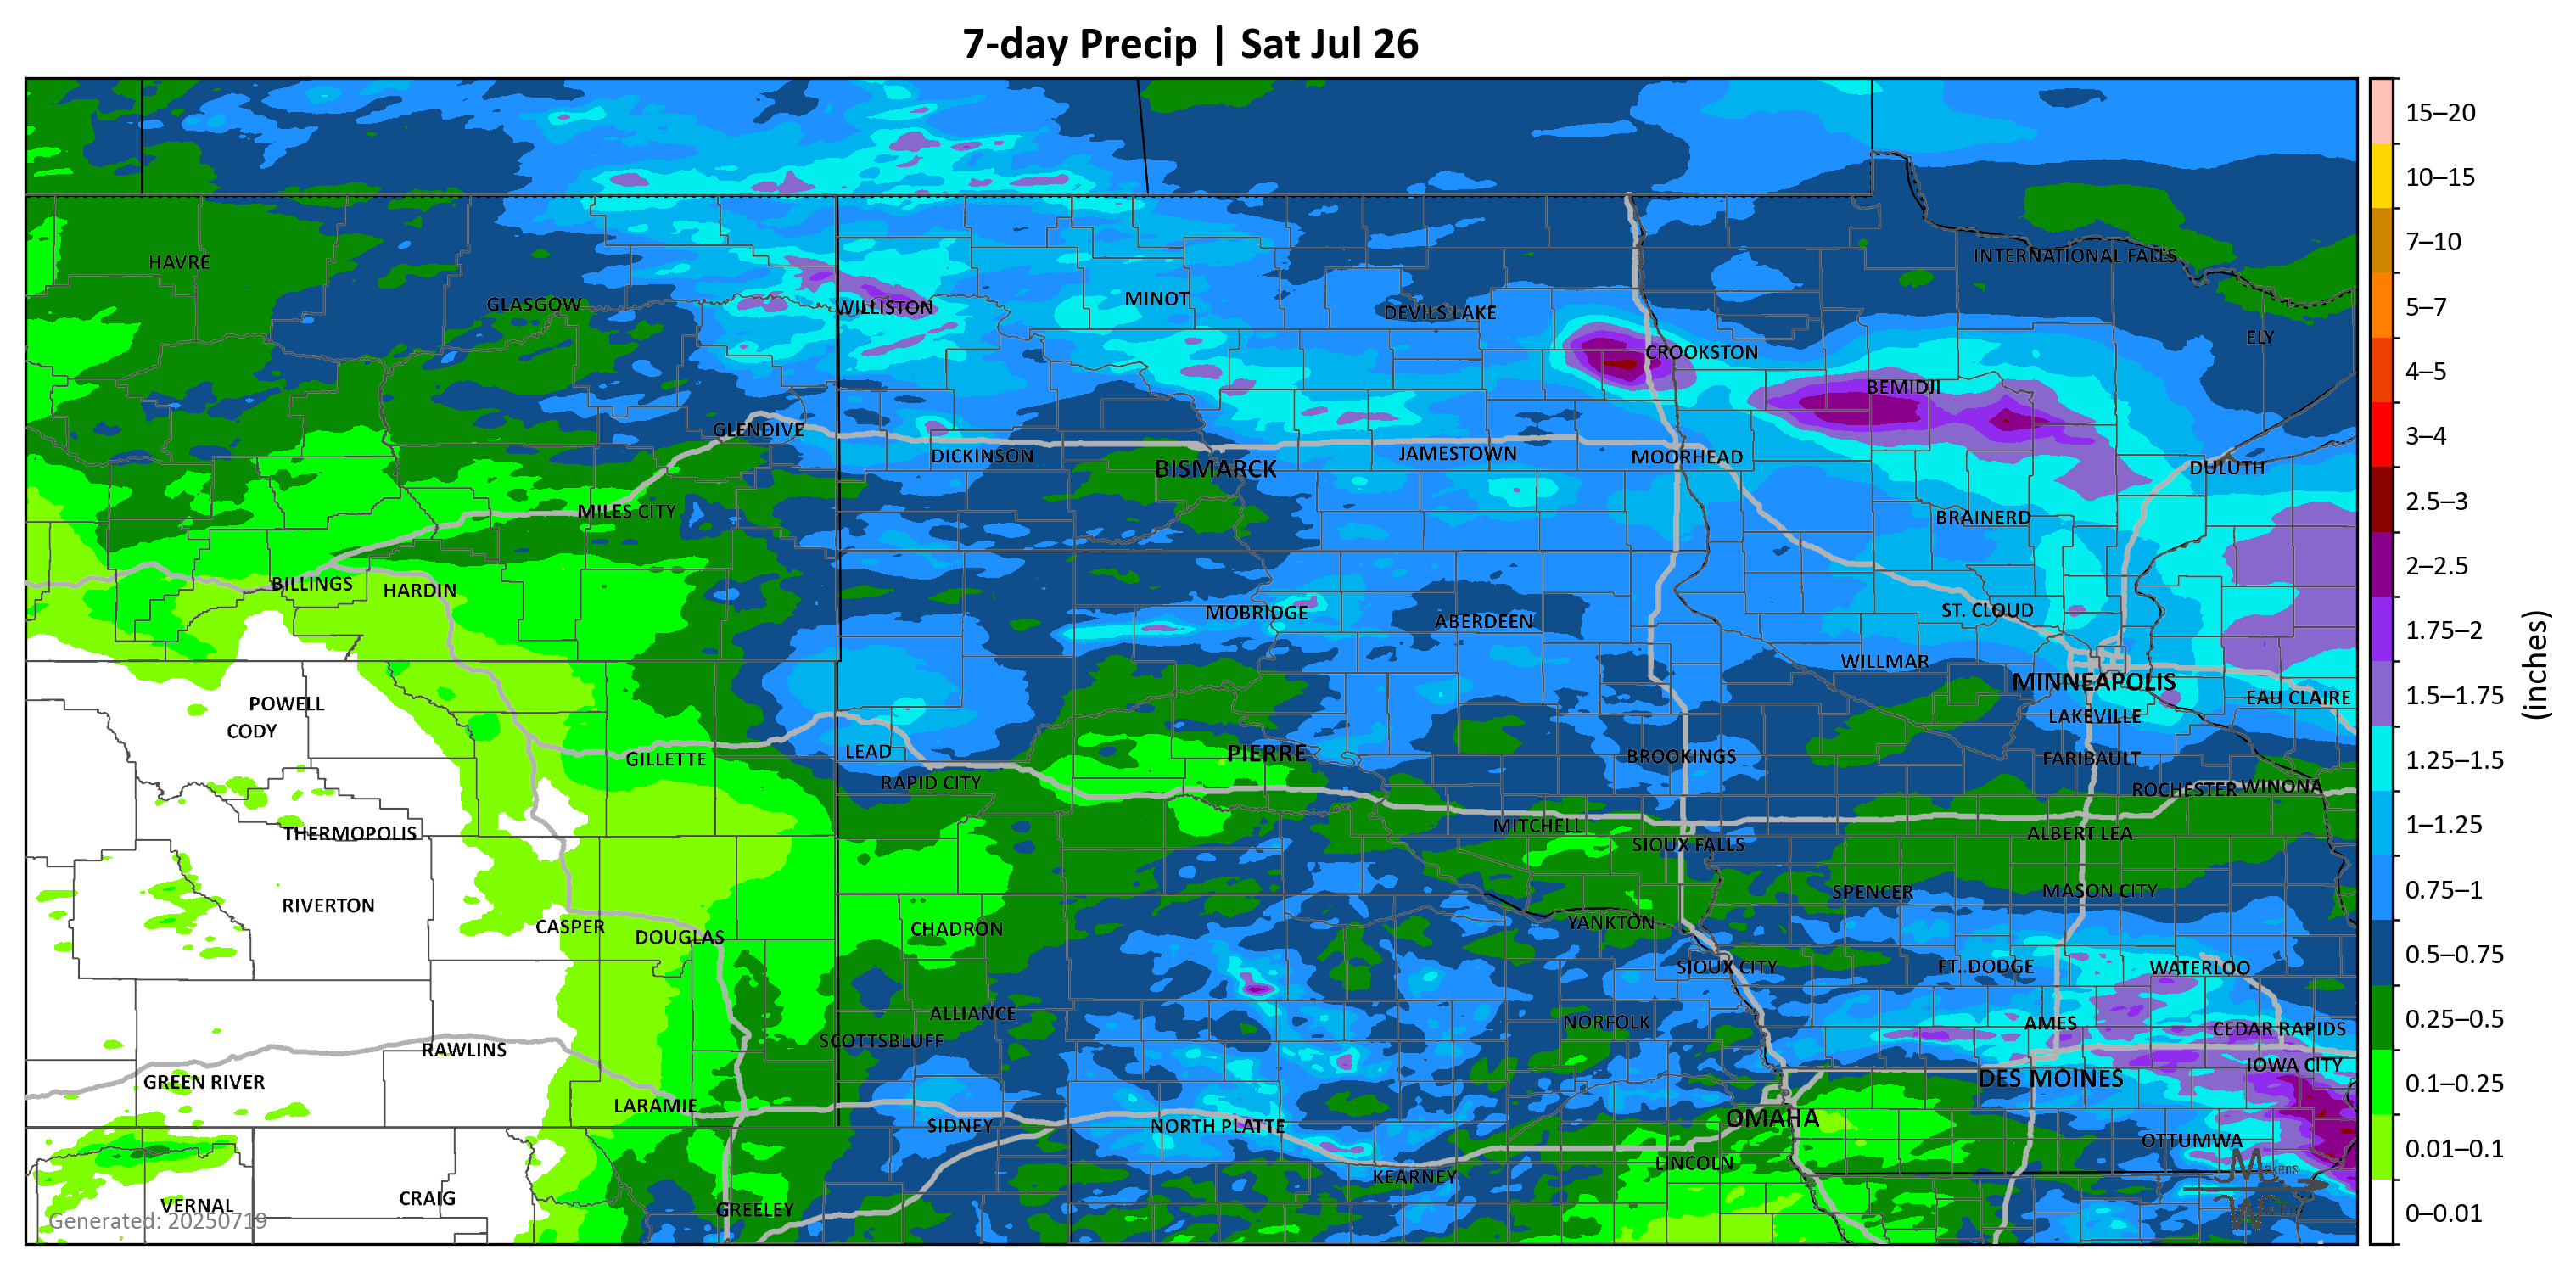 7-day Precip | Sat Jul 26
HAVRE
GLASGOW
WILLISTON
MINOT
DEVILS LAKE
INTERNATIONAL FALLS
ELY
CROOKSTON
BEMIDJI
GLENDIVE
DICKINSON
BISMARCK
JAMESTOWN
MOORHEAD
DULUTH
MILES CITY
BRAINERD
BILLINGS
HARDIN
MOBRIDGE
ABERDEEN
ST. CLOUD
WILLMAR
MINNEAPOLIS
EAU CLAIRE
POWELL
CODY
LAKEVILLE
GILLETTE
LEAD
PIERRE
BROOKINGS
FARIBAULT
RAPID CITY
ROCHESTER
WINONA
THERMOPOLIS
MITCHELL
SIOUX FALLS
ALBERT LEA
RIVERTON
SPENCER
MASON CITY
CASPER
DOUGLAS
CHADRON
YANKTON
SIOUX CITY
FT. DODGE
WATERLOO
ALLIANCE
NORFOLK
AMES
CEDAR RAPIDS
SCOTTSBLUFF
RAWLINS
GREEN RIVER
IOWA CITY
DES MOINES
LARAMIE
OMAHA
SIDNEY
NORTH PLATTE
OTTUMWA
LINCOLN
KEARNEY
VERNAL
CRAIG
GREELEY
Generated: 20250719
15–20
10–15
7–10
5–7
4–5
3–4
2.5–3
2–2.5
1.75–2
1.5–1.75
1.25–1.5
1–1.25
0.75–1
0.5–0.75
0.25–0.5
0.1–0.25
0.01–0.1
0–0.01
(inches)